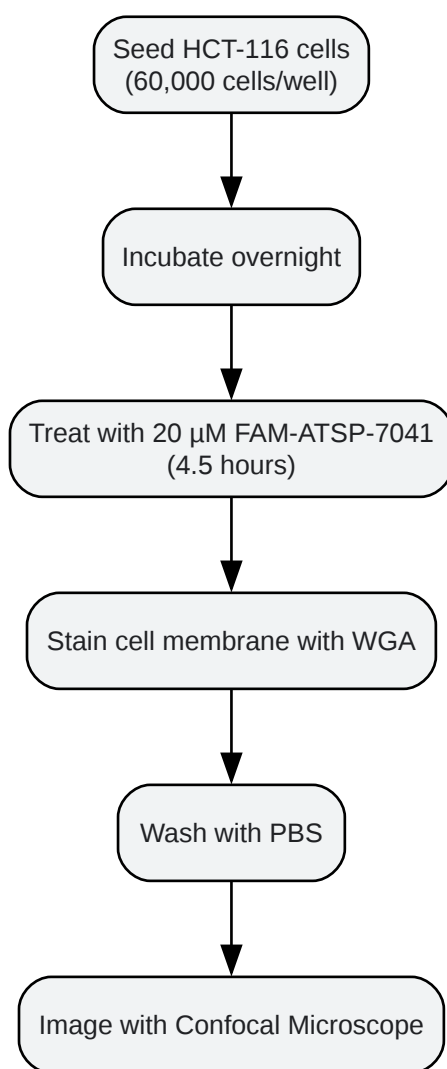 Seed HCT-116 cells
(60,000 cells/well)
Incubate overnight
Treat with 20 µM FAM-ATSP-7041
(4.5 hours)
Stain cell membrane with WGA
Wash with PBS
Image with Confocal Microscope